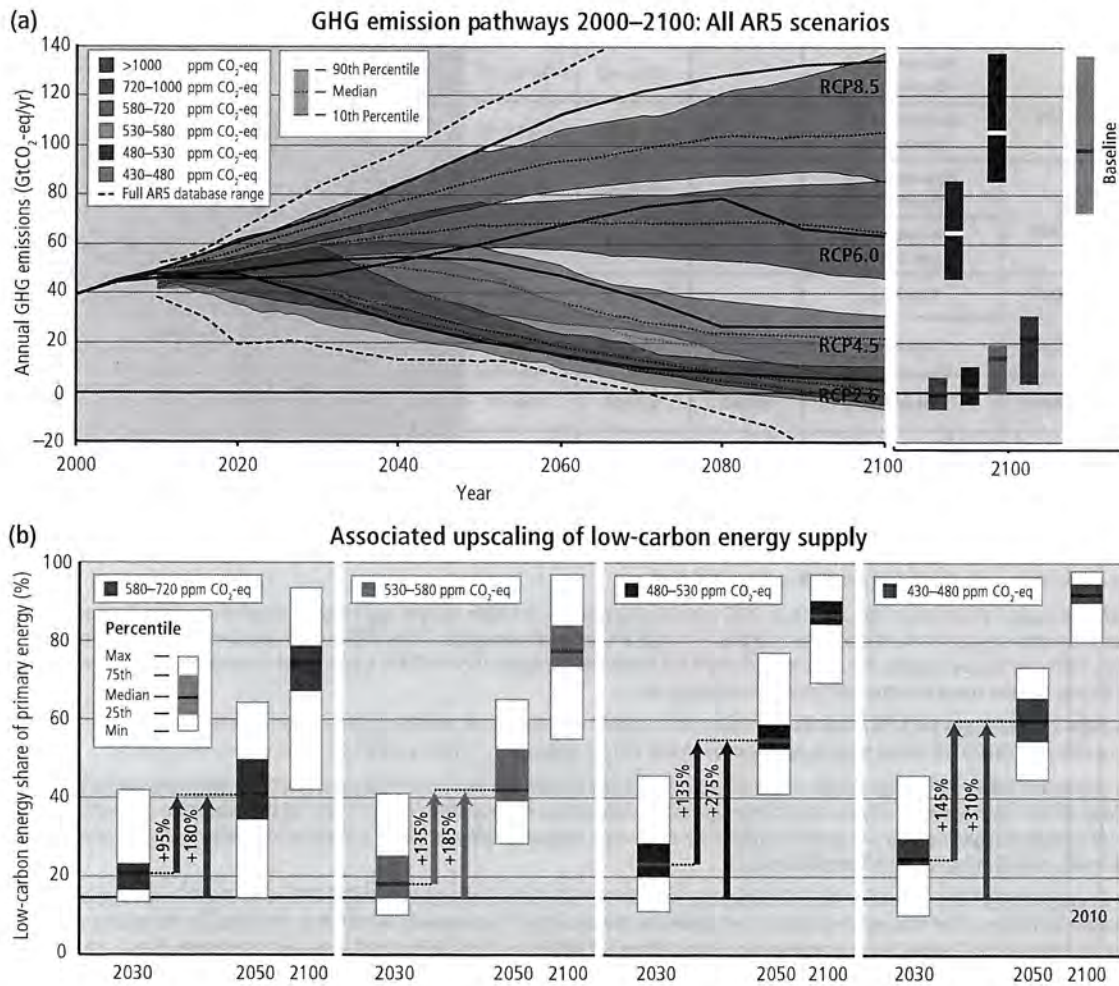 (a) GHG emission pathways 2000–2100: All AR5 scenarios
Annual GHG emissions (GtCO₂-eq/yr)
140
120
100
80
60
40
20
0
–20
>1000 ppm CO₂-eq
720–1000 ppm CO₂-eq
580–720 ppm CO₂-eq
530–580 ppm CO₂-eq
480–530 ppm CO₂-eq
430–480 ppm CO₂-eq
Full AR5 database range
90th Percentile
Median
10th Percentile
RCP8.5
RCP6.0
RCP4.5
RCP2.6
Baseline
2000 2020 2040 2060 2080 2100
2100
Year
(b) Associated upscaling of low-carbon energy supply
Low-carbon energy share of primary energy (%)
100
80
60
40
20
0
580–720 ppm CO₂-eq
Percentile
Max
75th
Median
25th
Min
+95%
+180%
530–580 ppm CO₂-eq
+135%
+185%
480–530 ppm CO₂-eq
+135%
+275%
430–480 ppm CO₂-eq
+145%
+310%
2010
2030 2050 2100
2030 2050 2100
2030 2050 2100
2030 2050 2100